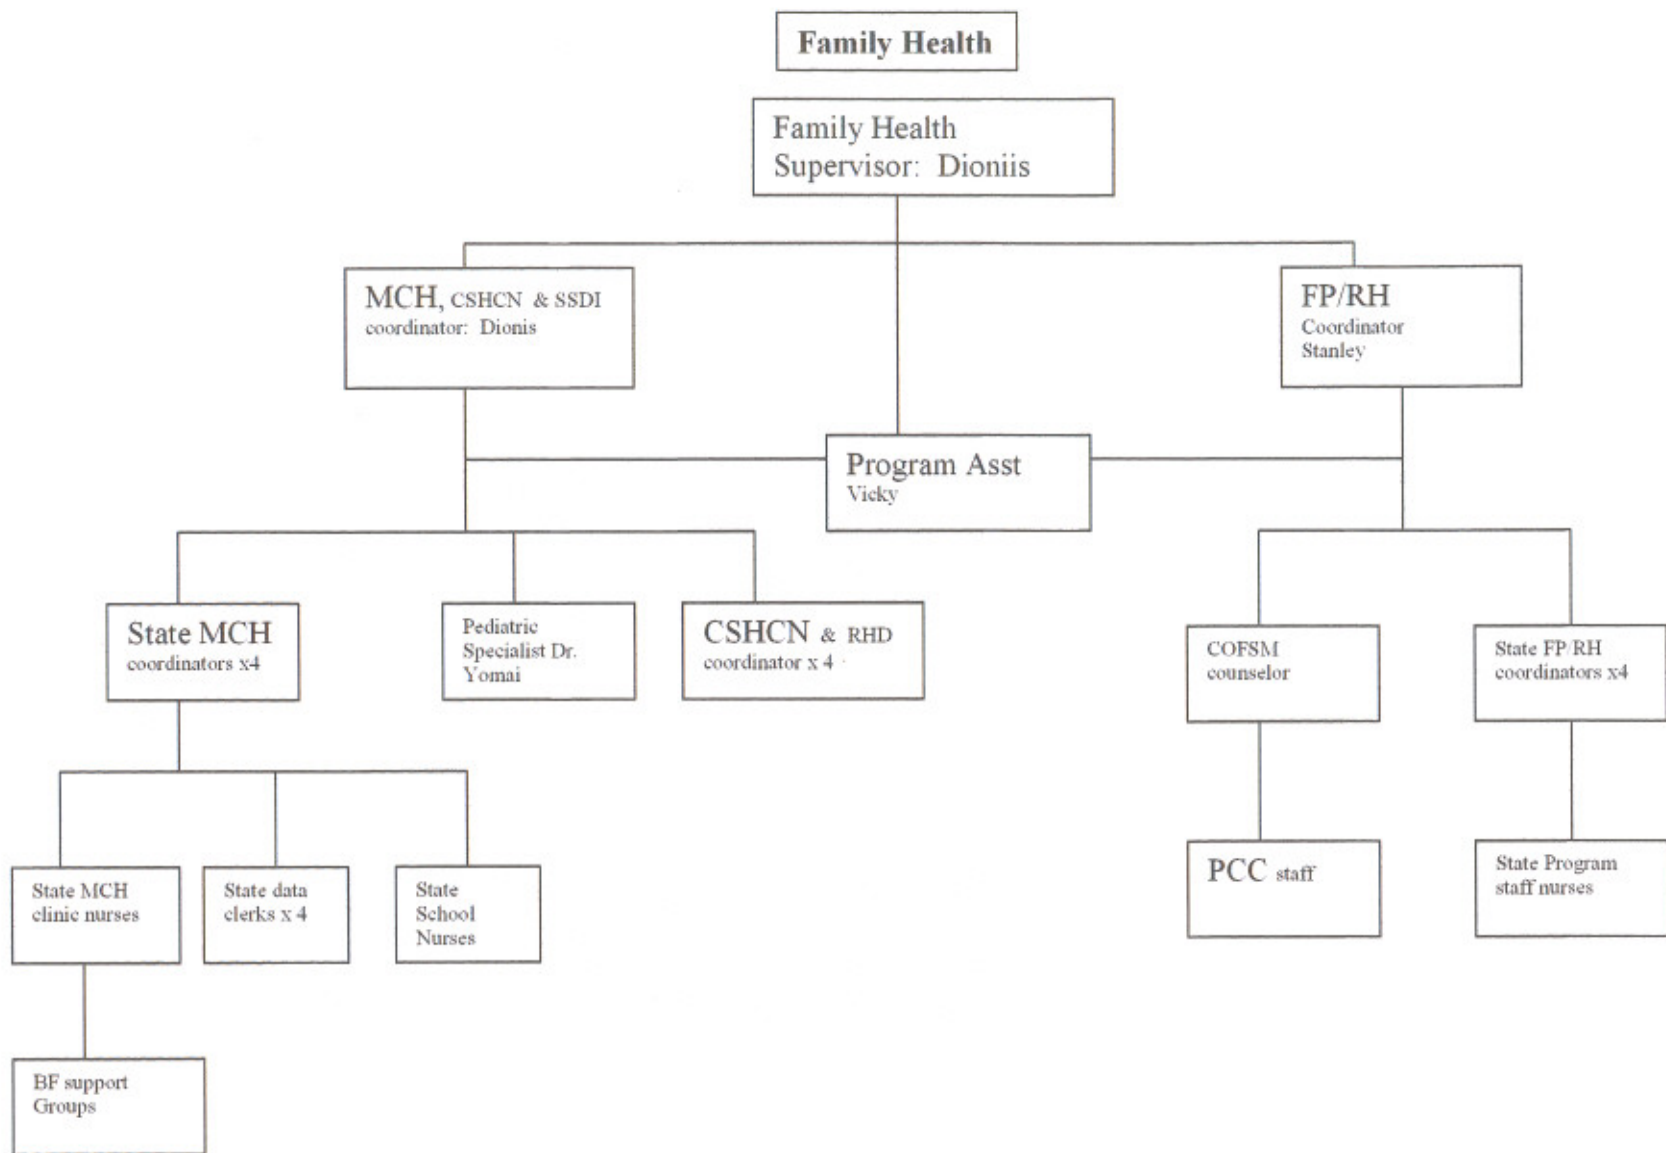 Family Health
Family Health
Supervisor: Dioniis
MCH, CSHCN & SSDI
coordinator: Dionis
FP/RH
Coordinator
Stanley
Program Asst
Vicky
State MCH
coordinators x4
Pediatric
Specialist Dr.
Yomai
CSHCN & RHD
coordinator x 4
COFSM
counselor
State FP/RH
coordinators x4
State MCH
clinic nurses
State data
clerks x 4
State
School
Nurses
PCC staff
State Program
staff nurses
BF support
Groups